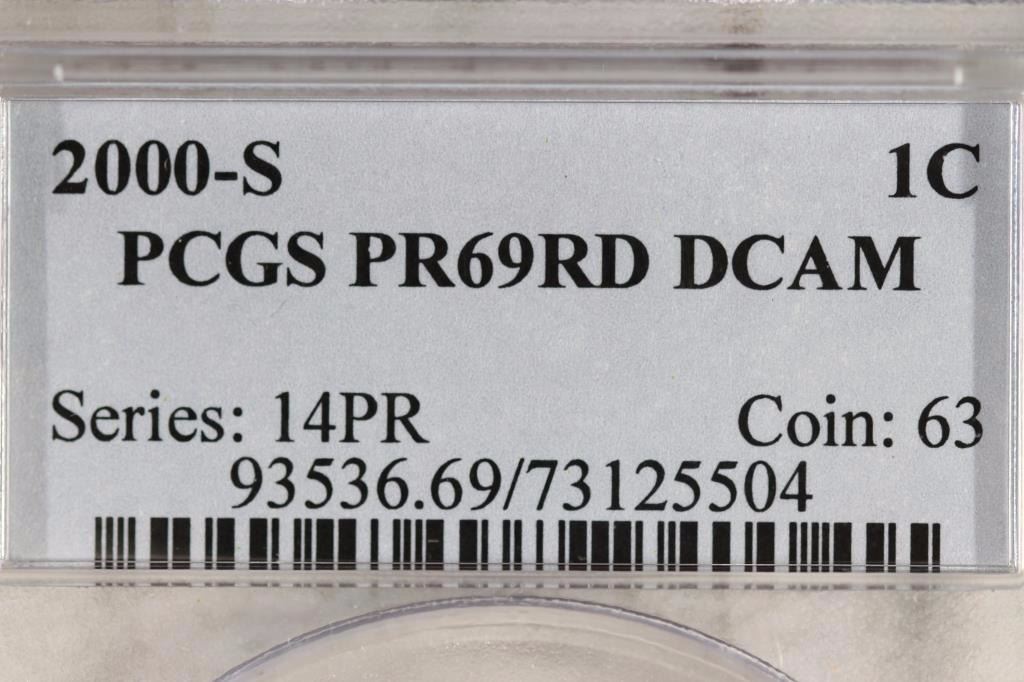 2000-S 1C
PCGS PR69RD DCAM
Series: 14PR Coin: 63
93536.69/73125504